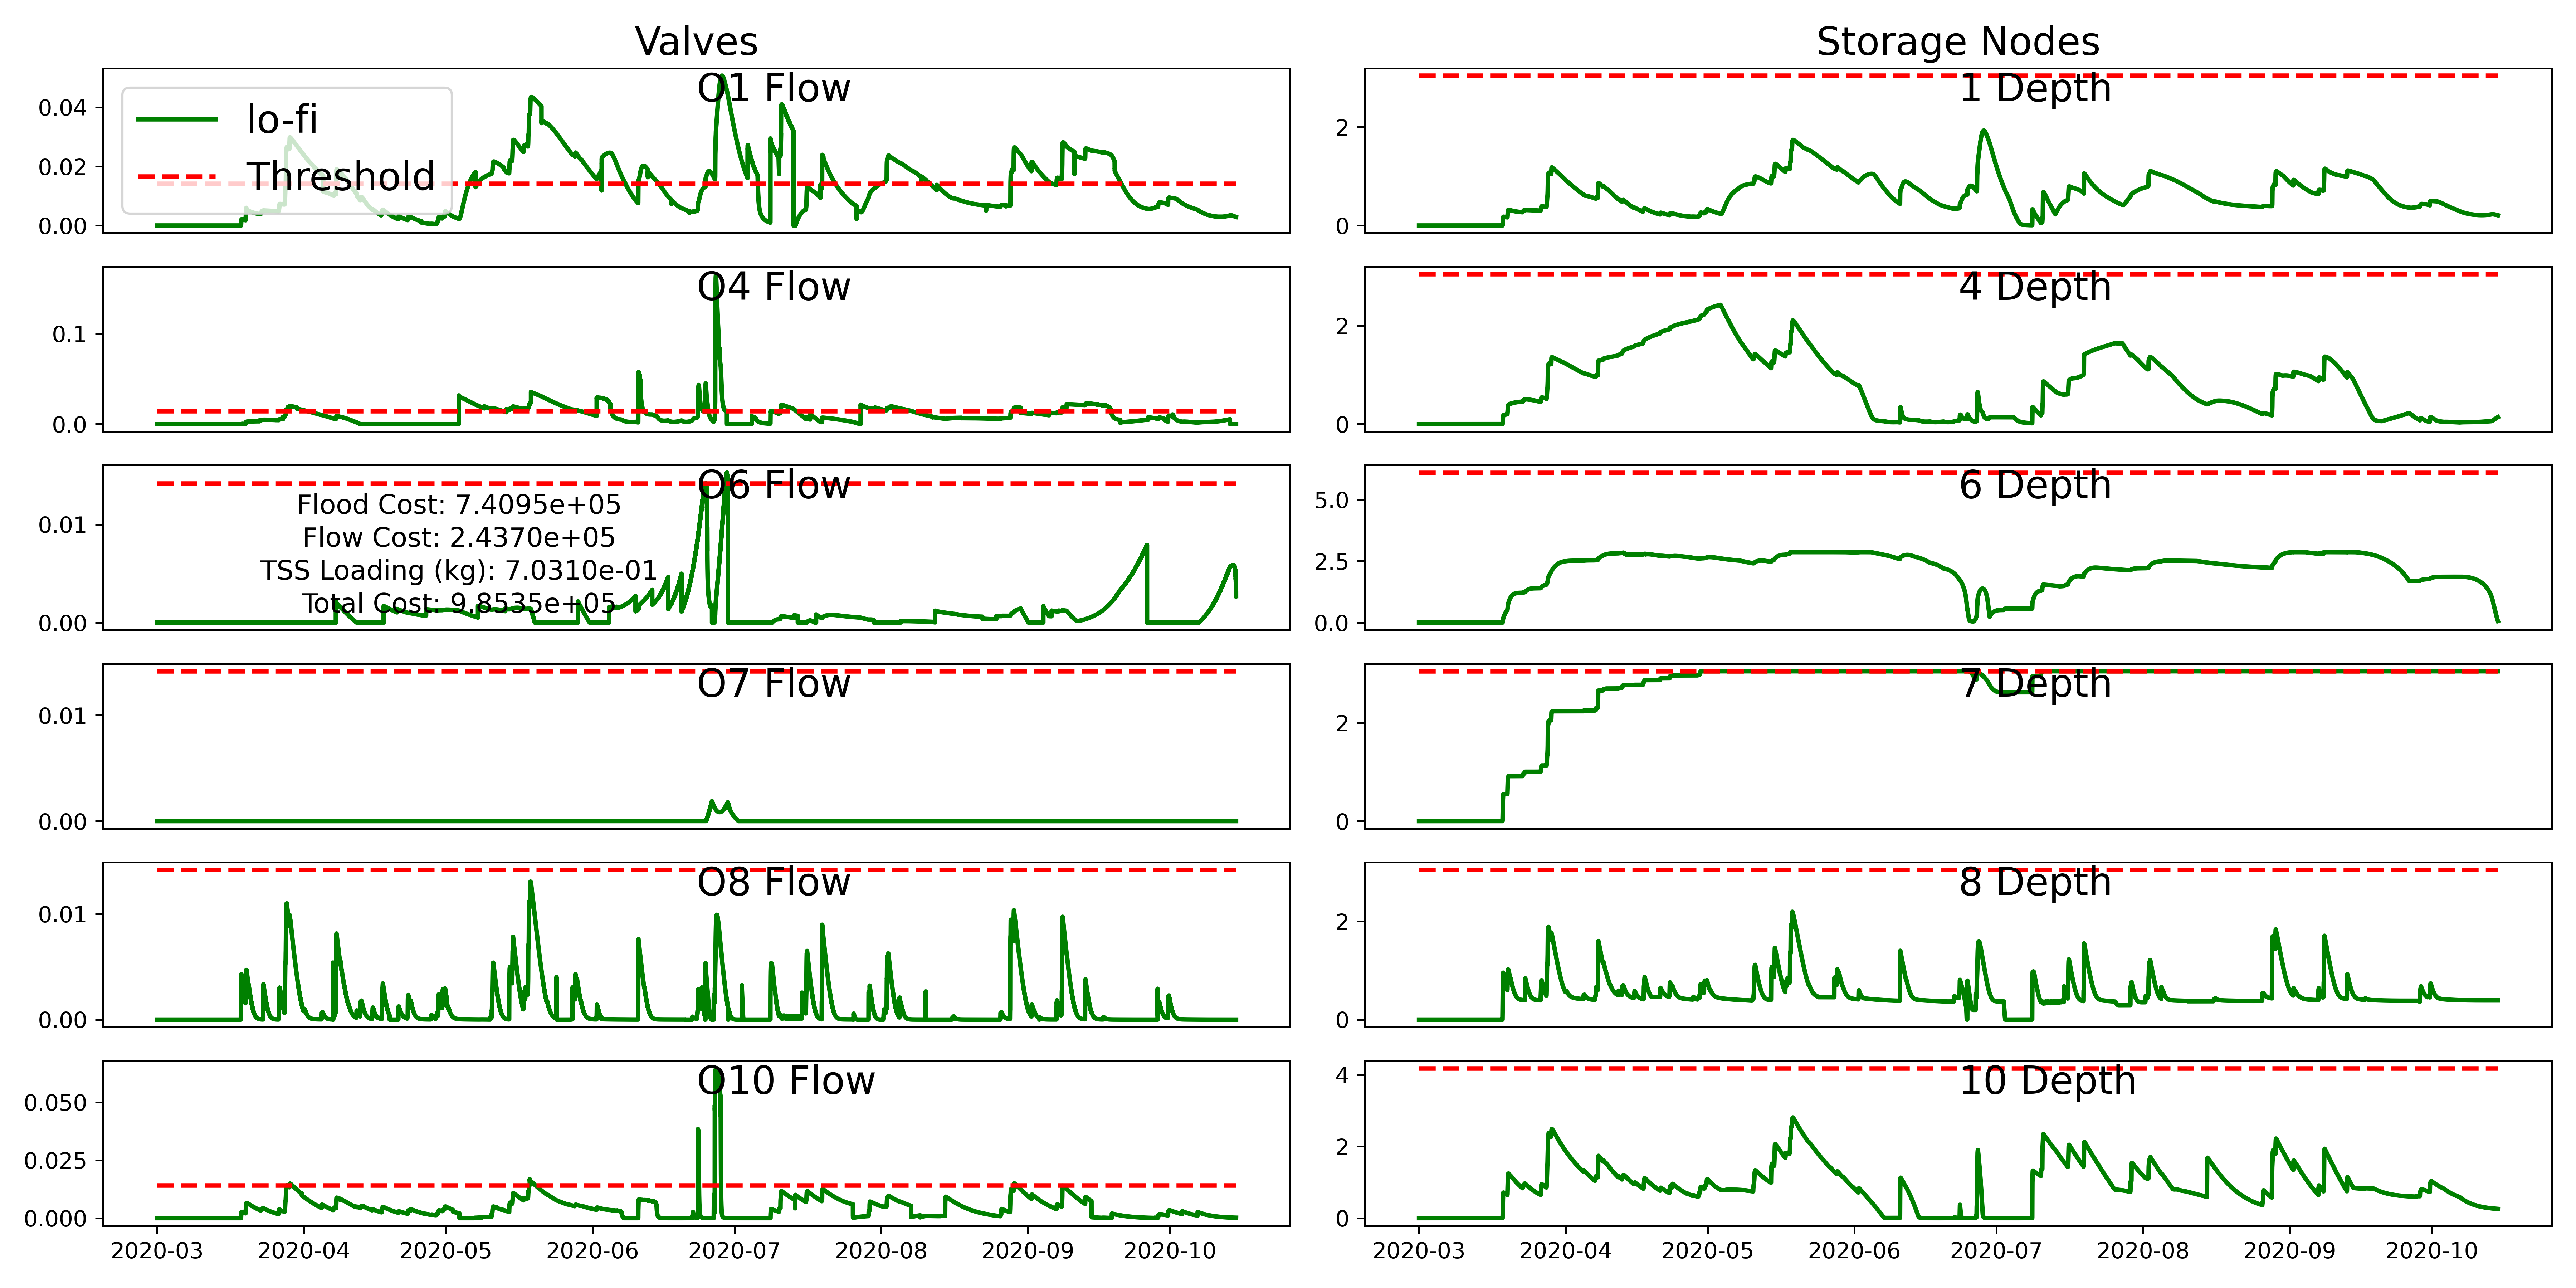 Valves
Storage Nodes
O1 Flow
lo-fi
Threshold
0.04
0.02
0.00
1 Depth
2
0
O4 Flow
0.1
0.0
4 Depth
2
0
O6 Flow
0.01
0.00
Flood Cost: 7.4095e+05
Flow Cost: 2.4370e+05
TSS Loading (kg): 7.0310e-01
Total Cost: 9.8535e+05
6 Depth
5.0
2.5
0.0
O7 Flow
0.01
0.00
7 Depth
2
0
O8 Flow
0.01
0.00
8 Depth
2
0
O10 Flow
0.050
0.025
0.000
2020-03 2020-04 2020-05 2020-06 2020-07 2020-08 2020-09 2020-10
10 Depth
4
2
0
2020-03 2020-04 2020-05 2020-06 2020-07 2020-08 2020-09 2020-10